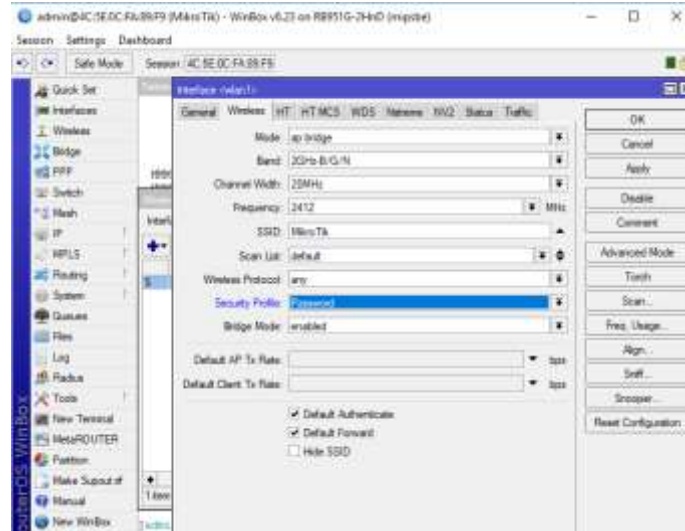 admin@4C:5E:0C:FA:89:F9 (MikroTik) - WinBox v6.23 on RB951G-2HnD (mipsbe)
Session Settings Dashboard
Safe Mode Session: 4C:5E:0C:FA:89:F9
RouterOS WinBox
Quick Set
Interfaces
Wireless
Bridge
PPP
Switch
Mesh
IP
MPLS
Routing
System
Queues
Files
Log
Radius
Tools
New Terminal
MetaROUTER
Partition
Make Supout.rif
Manual
New WinBox
Interface <wlan1>
General Wireless HT HT MCS WDS Nstreme NV2 Status Traffic
Mode: ap bridge
Band: 2GHz-B/G/N
Channel Width: 20MHz
Frequency: 2412 MHz
SSID: MikroTik
Scan List: default
Wireless Protocol: any
Security Profile: Password
Bridge Mode: enabled
Default AP Tx Rate: bps
Default Client Tx Rate: bps
Default Authenticate
Default Forward
Hide SSID
OK
Cancel
Apply
Disable
Comment
Advanced Mode
Torch
Scan...
Freq. Usage...
Align...
Sniff...
Snooper...
Reset Configuration
S
1 item